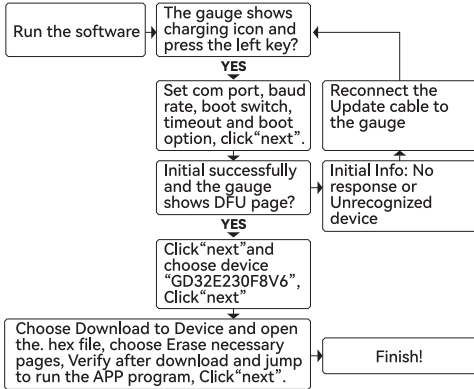 Run the software
The gauge shows
charging icon and
press the left key?
YES
Set com port, baud
rate, boot switch,
timeout and boot
option, click“next”.
Reconnect the
Update cable to
the gauge
Initial successfully
and the gauge
shows DFU page?
Initial Info: No
response or
Unrecognized
device
YES
Click“next”and
choose device
“GD32E230F8V6”,
Click“next”
Choose Download to Device and open
the. hex file, choose Erase necessary
pages, Verify after download and jump
to run the APP program, Click“next”.
Finish!